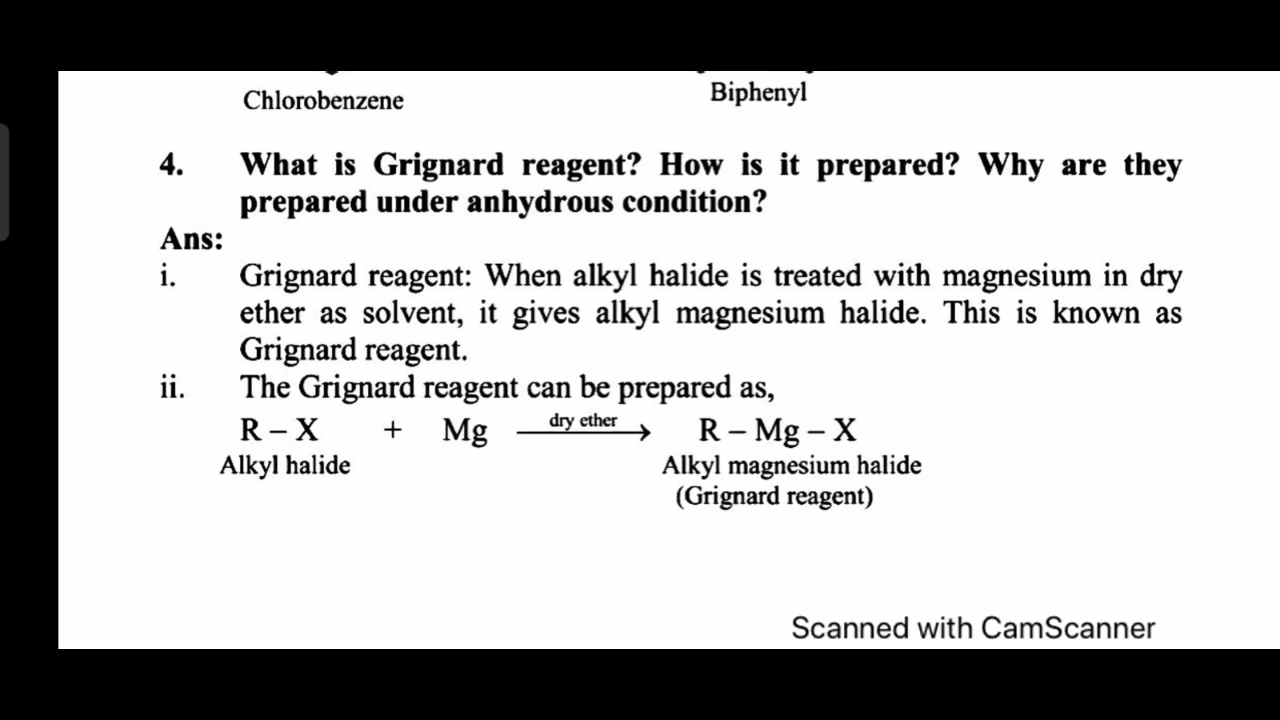 Chlorobenzene Biphenyl
4. What is Grignard reagent? How is it prepared? Why are they
prepared under anhydrous condition?
Ans:
i. Grignard reagent: When alkyl halide is treated with magnesium in dry
ether as solvent, it gives alkyl magnesium halide. This is known as
Grignard reagent.
ii. The Grignard reagent can be prepared as,
R – X + Mg dry ether → R – Mg – X
Alkyl halide Alkyl magnesium halide
(Grignard reagent)
Scanned with CamScanner